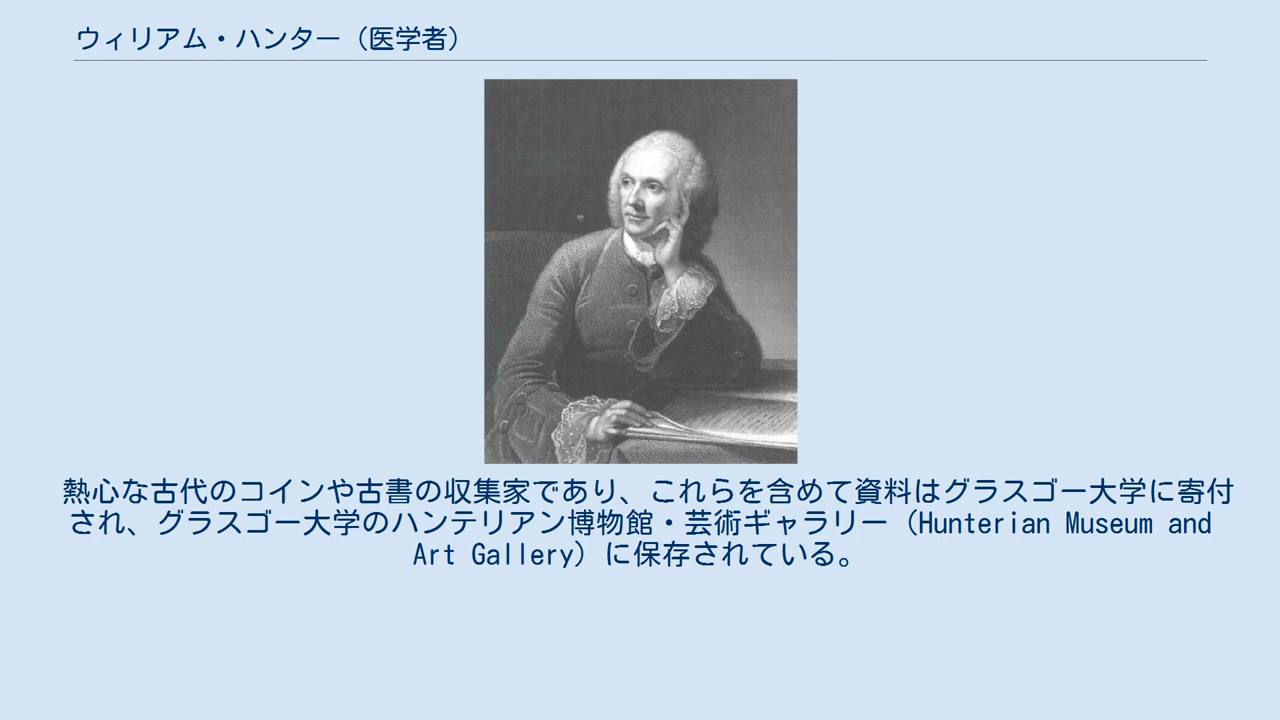 ウィリアム・ハンター（医学者）
熱心な古代のコインや古書の収集家であり、これらを含めて資料はグラスゴー大学に寄付
され、グラスゴー大学のハンテリアン博物館・芸術ギャラリー（Hunterian Museum and
Art Gallery）に保存されている。